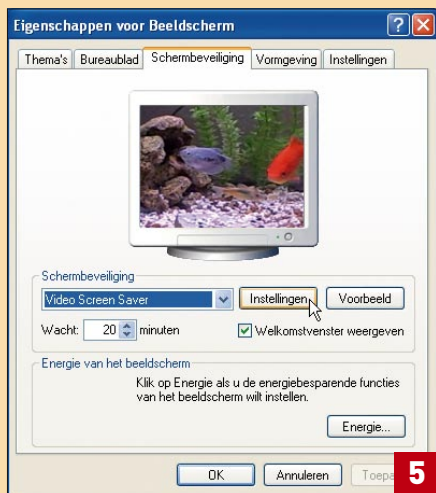 Eigenschappen voor Beeldscherm
Thema's Bureaublad Schermbeveiliging Vormgeving Instellingen
Schermbeveiliging
Video Screen Saver Instellingen Voorbeeld
Wacht: 20 minuten Welkomstvenster weergeven
Energie van het beeldscherm
Klik op Energie als u de energiebesparende functies
van het beeldscherm wilt instellen.
Energie...
OK Annuleren
5